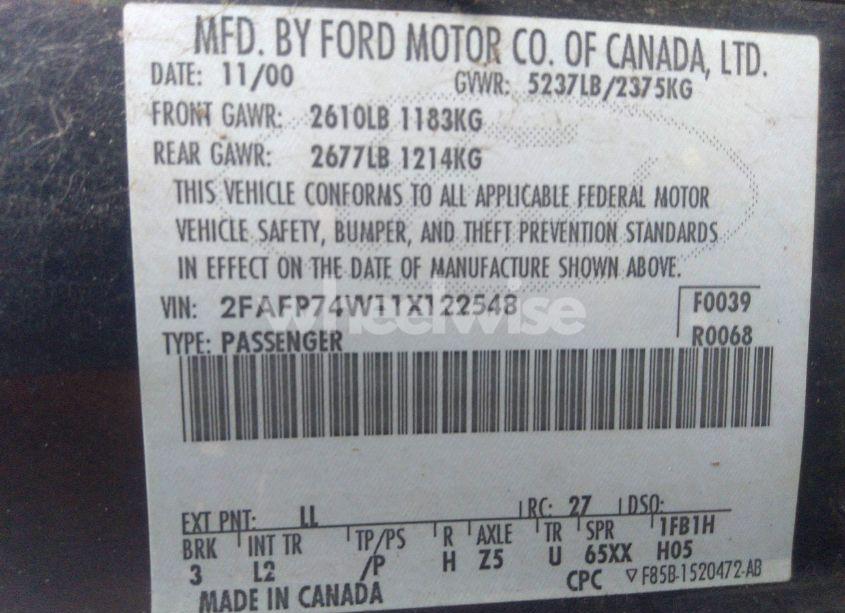 MFD. BY FORD MOTOR CO. OF CANADA, LTD.
DATE: 11/00 GVWR: 5237LB/2375KG
FRONT GAWR: 2610LB 1183KG
REAR GAWR: 2677LB 1214KG
THIS VEHICLE CONFORMS TO ALL APPLICABLE FEDERAL MOTOR
VEHICLE SAFETY, BUMPER, AND THEFT PREVENTION STANDARDS
IN EFFECT ON THE DATE OF MANUFACTURE SHOWN ABOVE.
VIN: 2FAFP74W11X122548 F0039
wheelwise
TYPE: PASSENGER R0068
EXT PNT: LL RC: 27 DSO:
BRK INT TR TP/PS R AXLE TR SPR 1FB1H
3 L2 /P H Z5 U 65XX H05
CPC ▽F85B-1520472-AB
MADE IN CANADA